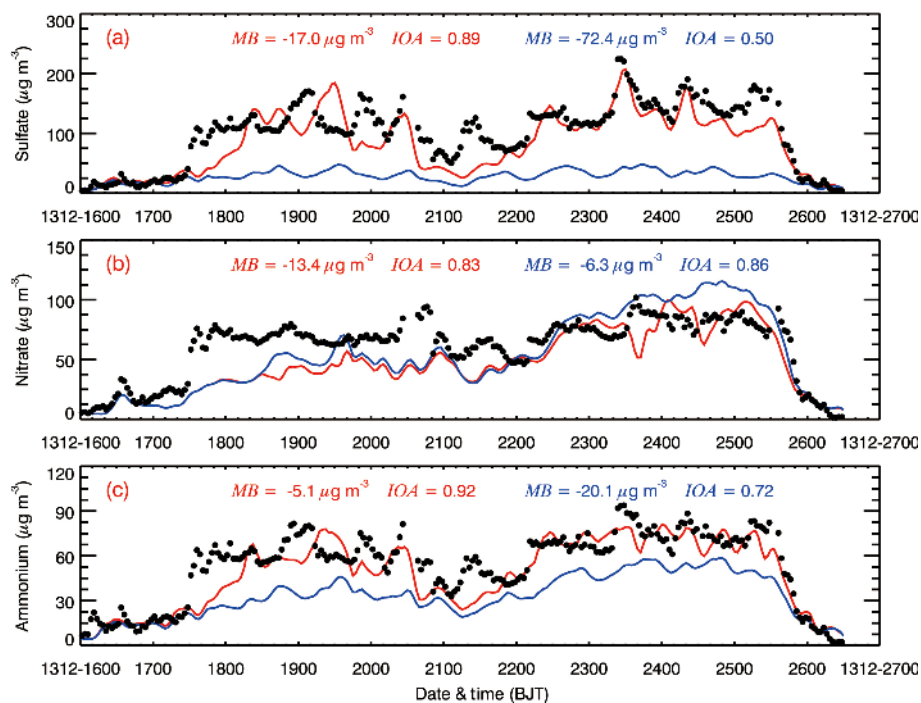 300
(a)
MB = -17.0 μg m-3 IOA = 0.89
MB = -72.4 μg m-3 IOA = 0.50
200
100
0
Sulfate (μg m-3)
1312-1600 1700 1800 1900 2000 2100 2200 2300 2400 2500 2600 1312-2700
150
(b)
MB = -13.4 μg m-3 IOA = 0.83
MB = -6.3 μg m-3 IOA = 0.86
100
50
0
Nitrate (μg m-3)
1312-1600 1700 1800 1900 2000 2100 2200 2300 2400 2500 2600 1312-2700
120
(c)
MB = -5.1 μg m-3 IOA = 0.92
MB = -20.1 μg m-3 IOA = 0.72
90
60
30
0
Ammonium (μg m-3)
1312-1600 1700 1800 1900 2000 2100 2200 2300 2400 2500 2600 1312-2700
Date & time (BJT)